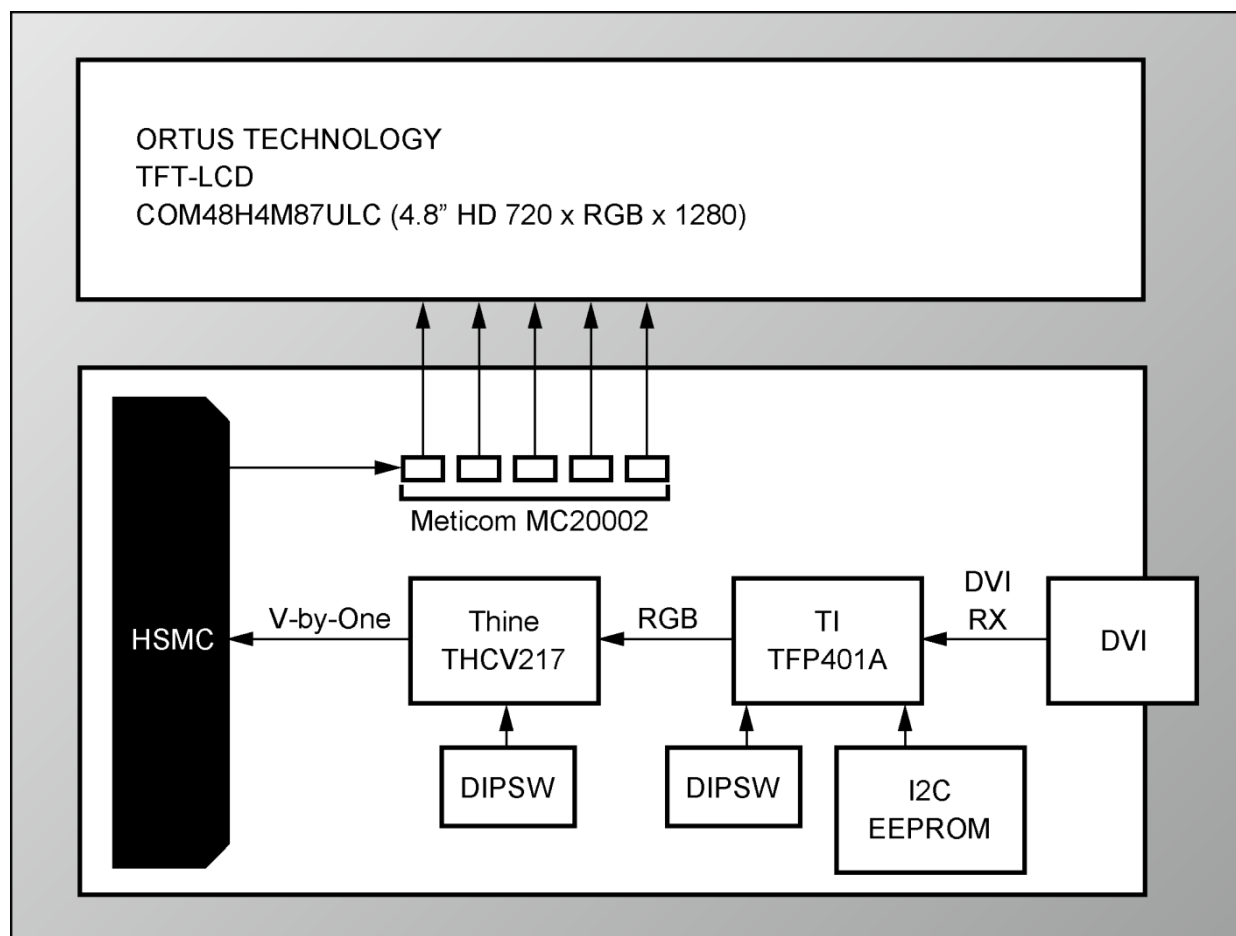 ORTUS TECHNOLOGY
TFT-LCD
COM48H4M87ULC (4.8” HD 720 x RGB x 1280)
Meticom MC20002
HSMC
V-by-One
Thine
THCV217
RGB
TI
TFP401A
DVI
RX
DVI
DIPSW
DIPSW
I2C
EEPROM